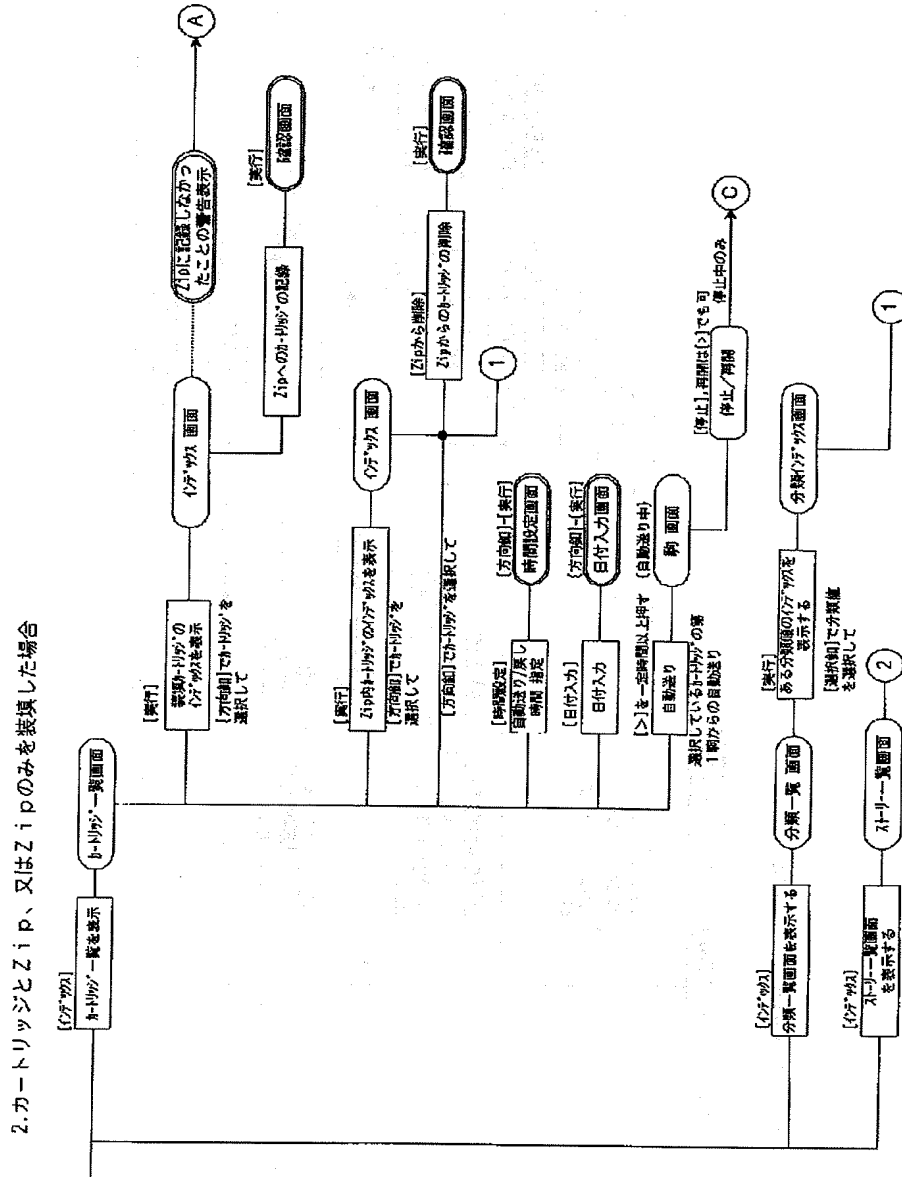 2.カートリッジとZip、又はZipのみを装填した場合
[インデックス]
カートリッジ一覧を表示
カートリッジ一覧画面
[実行]
装填カートリッジの
インデックスを表示
[方向釦]でカートリッジを
選択して
インデックス 画面
Zipに記録しなかっ
たことの警告表示
A
Zipへのカートリッジの記録
[実行]
確認画面
[実行]
Zip内カートリッジのインデックスを表示
[方向釦]でカートリッジを
選択して
インデックス 画面
[方向釦]でカートリッジを選択して
[Zipから削除]
Zipからのカートリッジの削除
[実行]
確認画面
1
[時間設定]
自動送り/戻し
時間 指定
[方向釦]-[実行]
時間設定画面
[日付入力]
日付入力
[方向釦]-[実行]
日付入力画面
[>]を一定時間以上押す
自動送り
選択しているカートリッジの第
1駒からの自動送り
(自動送り中)
駒 画面
[停止],再開は[>]でも可
停止/再開
停止中のみ
C
[インデックス]
分類一覧画面を表示する
分類一覧 画面
[実行]
ある分類値のインデックスを
表示する
[選択釦]で分類値
を選択して
分類インデックス画面
1
[インデックス]
ストーリー一覧画面
を表示する
ストーリー一覧画面
2